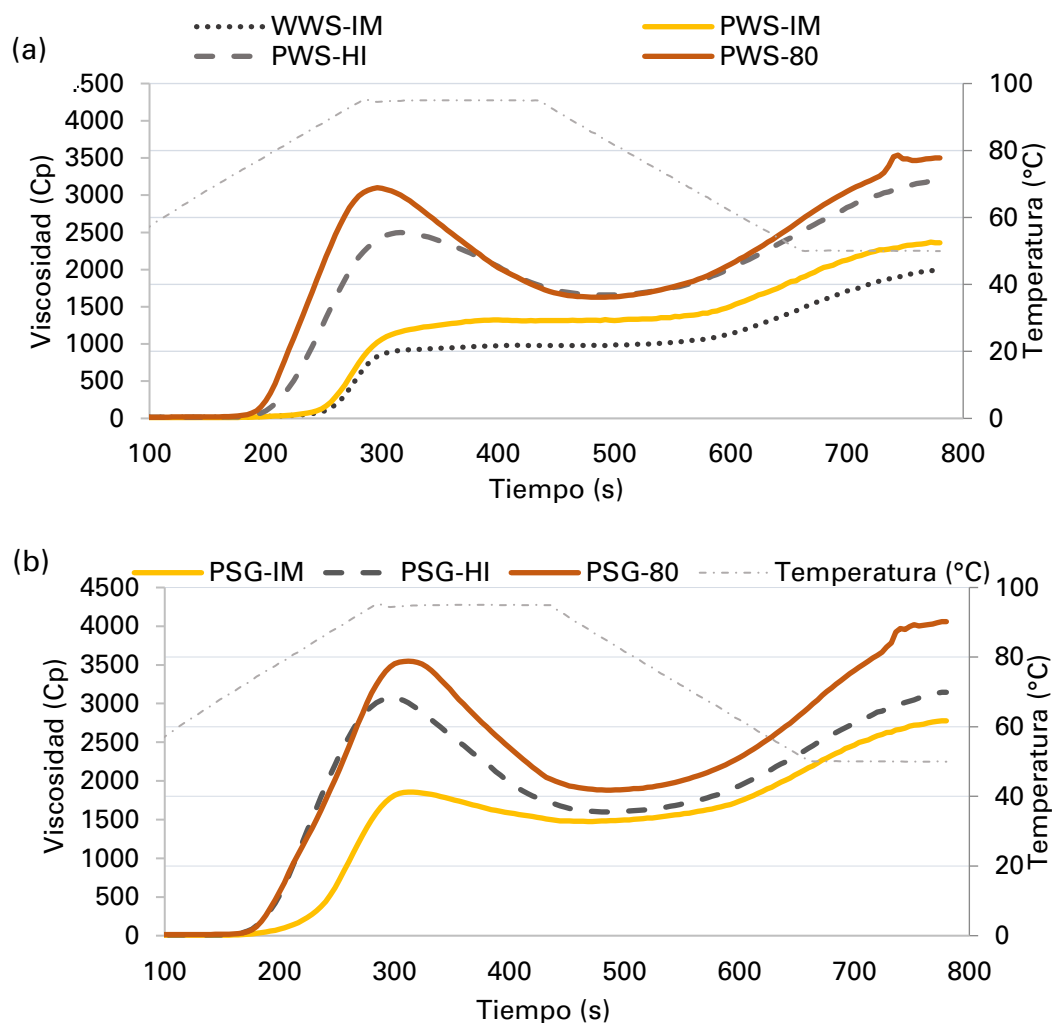 (a)
WWS-IM PWS-IM
PWS-HI PWS-80
.500 100
4000
3500 80
3000
2500 60
2000
1500 40
1000 20
500
0 0
Viscosidad (Cp)
Temperatura (°C)
100 200 300 400 500 600 700 800
Tiempo (s)
(b)
PSG-IM PSG-HI PSG-80 Temperatura (°C)
4500 100
4000
3500 80
3000
2500 60
2000
1500 40
1000 20
500
0 0
Viscosidad (Cp)
Temperatura (°C)
100 200 300 400 500 600 700 800
Tiempo (s)